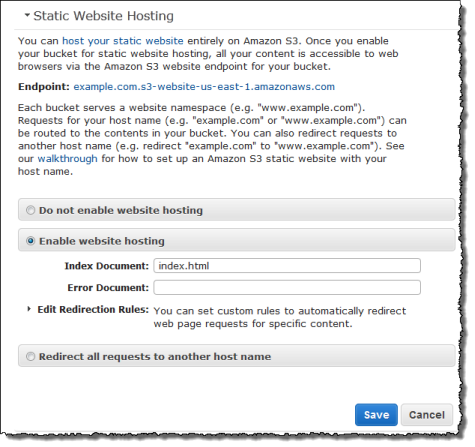 Static Website Hosting
You can host your static website entirely on Amazon S3. Once you enable
your bucket for static website hosting, all your content is accessible to web
browsers via the Amazon S3 website endpoint for your bucket.
Endpoint: example.com.s3-website-us-east-1.amazonaws.com
Each bucket serves a website namespace (e.g. "www.example.com").
Requests for your host name (e.g. "example.com" or "www.example.com") can
be routed to the contents in your bucket. You can also redirect requests to
another host name (e.g. redirect "example.com" to "www.example.com"). See
our walkthrough for how to set up an Amazon S3 static website with your
host name.
Do not enable website hosting
Enable website hosting
Index Document: index.html
Error Document:
Edit Redirection Rules: You can set custom rules to automatically redirect
web page requests for specific content.
Redirect all requests to another host name
Save Cancel